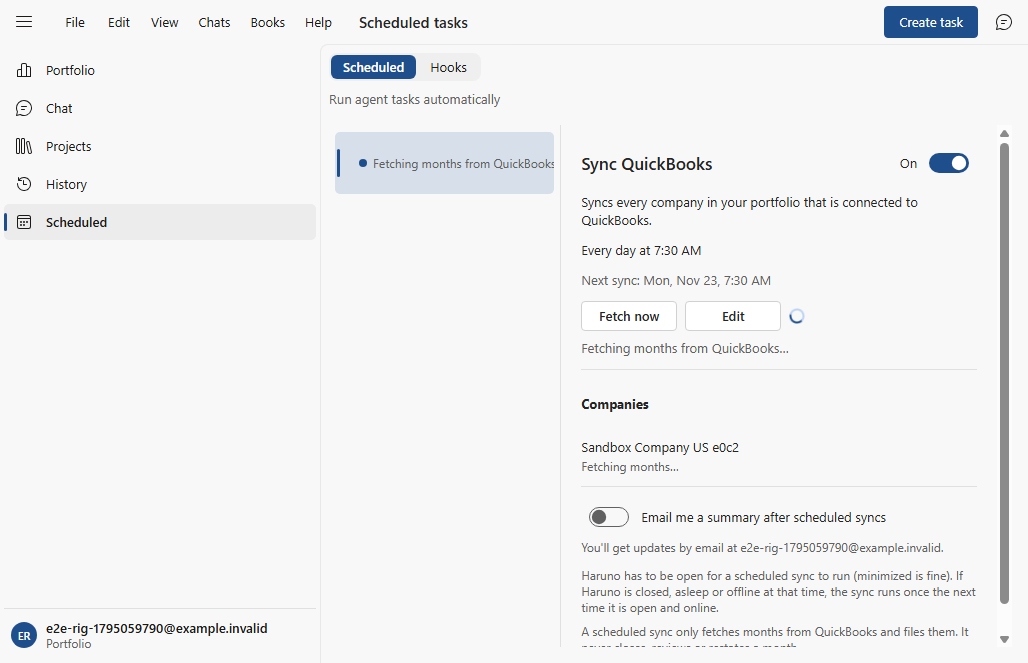 File Edit View Chats Books Help Scheduled tasks Create task
Portfolio
Chat
Projects
History
Scheduled
Scheduled Hooks
Run agent tasks automatically
Fetching months from QuickBooks
Sync QuickBooks On
Syncs every company in your portfolio that is connected to
QuickBooks.
Every day at 7:30 AM
Next sync: Mon, Nov 23, 7:30 AM
Fetch now Edit
Fetching months from QuickBooks...
Companies
Sandbox Company US e0c2
Fetching months...
Email me a summary after scheduled syncs
You'll get updates by email at e2e-rig-1795059790@example.invalid.
Haruno has to be open for a scheduled sync to run (minimized is fine). If
Haruno is closed, asleep or offline at that time, the sync runs once the next
time it is open and online.
A scheduled sync only fetches months from QuickBooks and files them. It
never closes, reviews or restates a month.
ER e2e-rig-1795059790@example.invalid
Portfolio